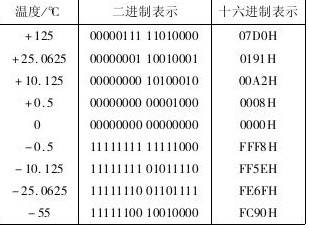 温度/℃ 二进制表示 十六进制表示
+125 00000111 11010000 07D0H
+25.0625 00000001 10010001 0191H
+10.125 00000000 10100010 00A2H
+0.5 00000000 00001000 0008H
0 00000000 00000000 0000H
-0.5 11111111 11111000 FFF8H
-10.125 11111111 01011110 FF5EH
-25.0625 11111110 01101111 FE6FH
-55 11111100 10010000 FC90H